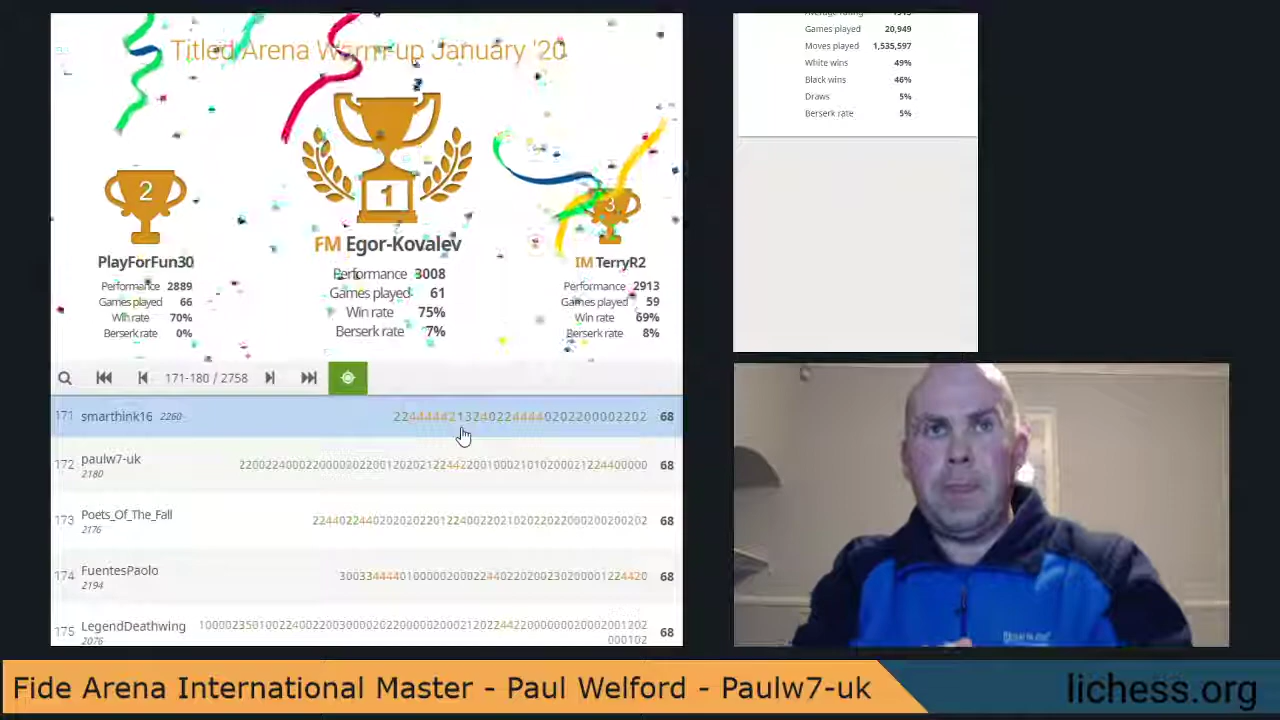 Titled Arena Warm-up January '20
2
1
3
PlayForFun30
Performance 2889
Games played 66
Win rate 70%
Berserk rate 0%
FM Egor-Kovalev
Performance 3008
Games played 61
Win rate 75%
Berserk rate 7%
IM TerryR2
Performance 2913
Games played 59
Win rate 69%
Berserk rate 8%
171-180 / 2758
171 smarthink16 2260 68
172 paulw7-uk 68
2180
173 Poets_Of_The_Fall 68
2176
174 FuentesPaolo 68
2194
175 LegendDeathwing 68
2076
000102
Games played 20,949
Moves played 1,535,597
White wins 49%
Black wins 46%
Draws 5%
Berserk rate 5%
Fide Arena International Master - Paul Welford - Paulw7-uk
lichess.org